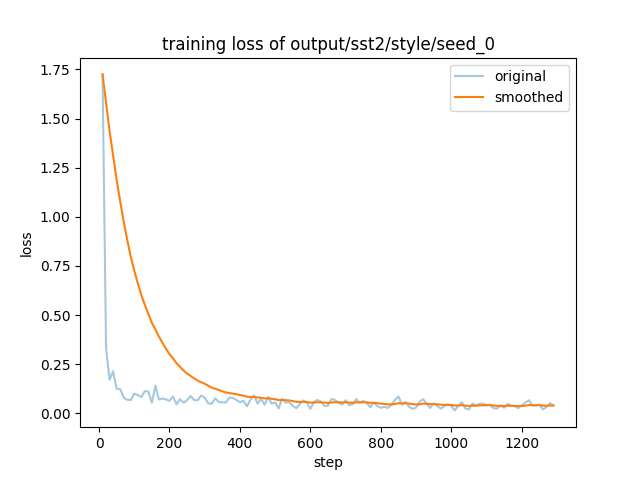 training loss of output/sst2/style/seed_0
original
smoothed
1.75
1.50
1.25
1.00
0.75
0.50
0.25
0.00
loss
0 200 400 600 800 1000 1200
step